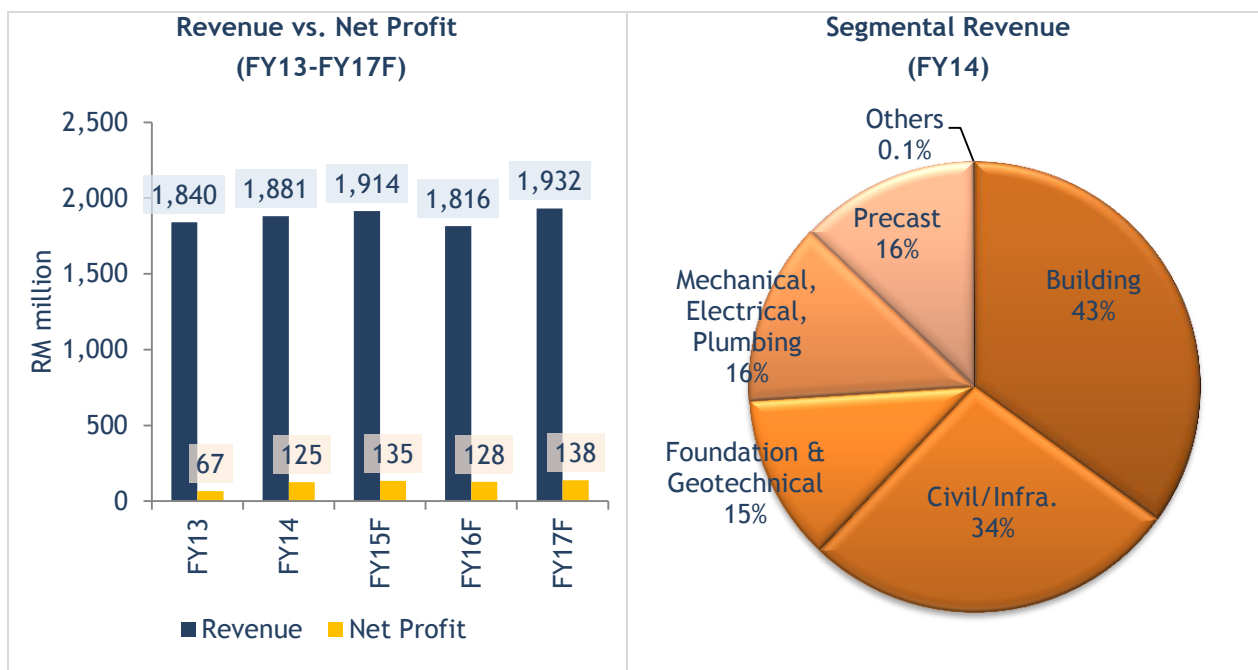 Revenue vs. Net Profit
(FY13-FY17F)
2,500
2,000
1,500
1,000
500
0
RM million
1,840
1,881
1,914
1,816
1,932
67
125
135
128
138
FY13
FY14
FY15F
FY16F
FY17F
Revenue
Net Profit
Segmental Revenue
(FY14)
Others
0.1%
Precast
16%
Building
43%
Mechanical,
Electrical,
Plumbing
16%
Foundation &
Geotechnical
15%
Civil/Infra.
34%